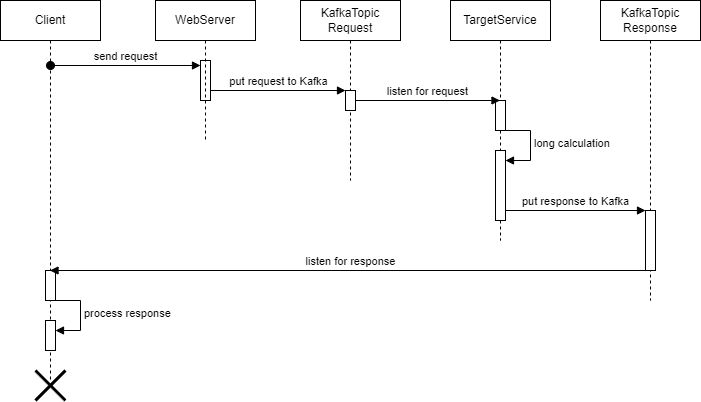 Client
WebServer
KafkaTopic
Request
TargetService
KafkaTopic
Response
send request
put request to Kafka
listen for request
long calculation
put response to Kafka
listen for response
process response